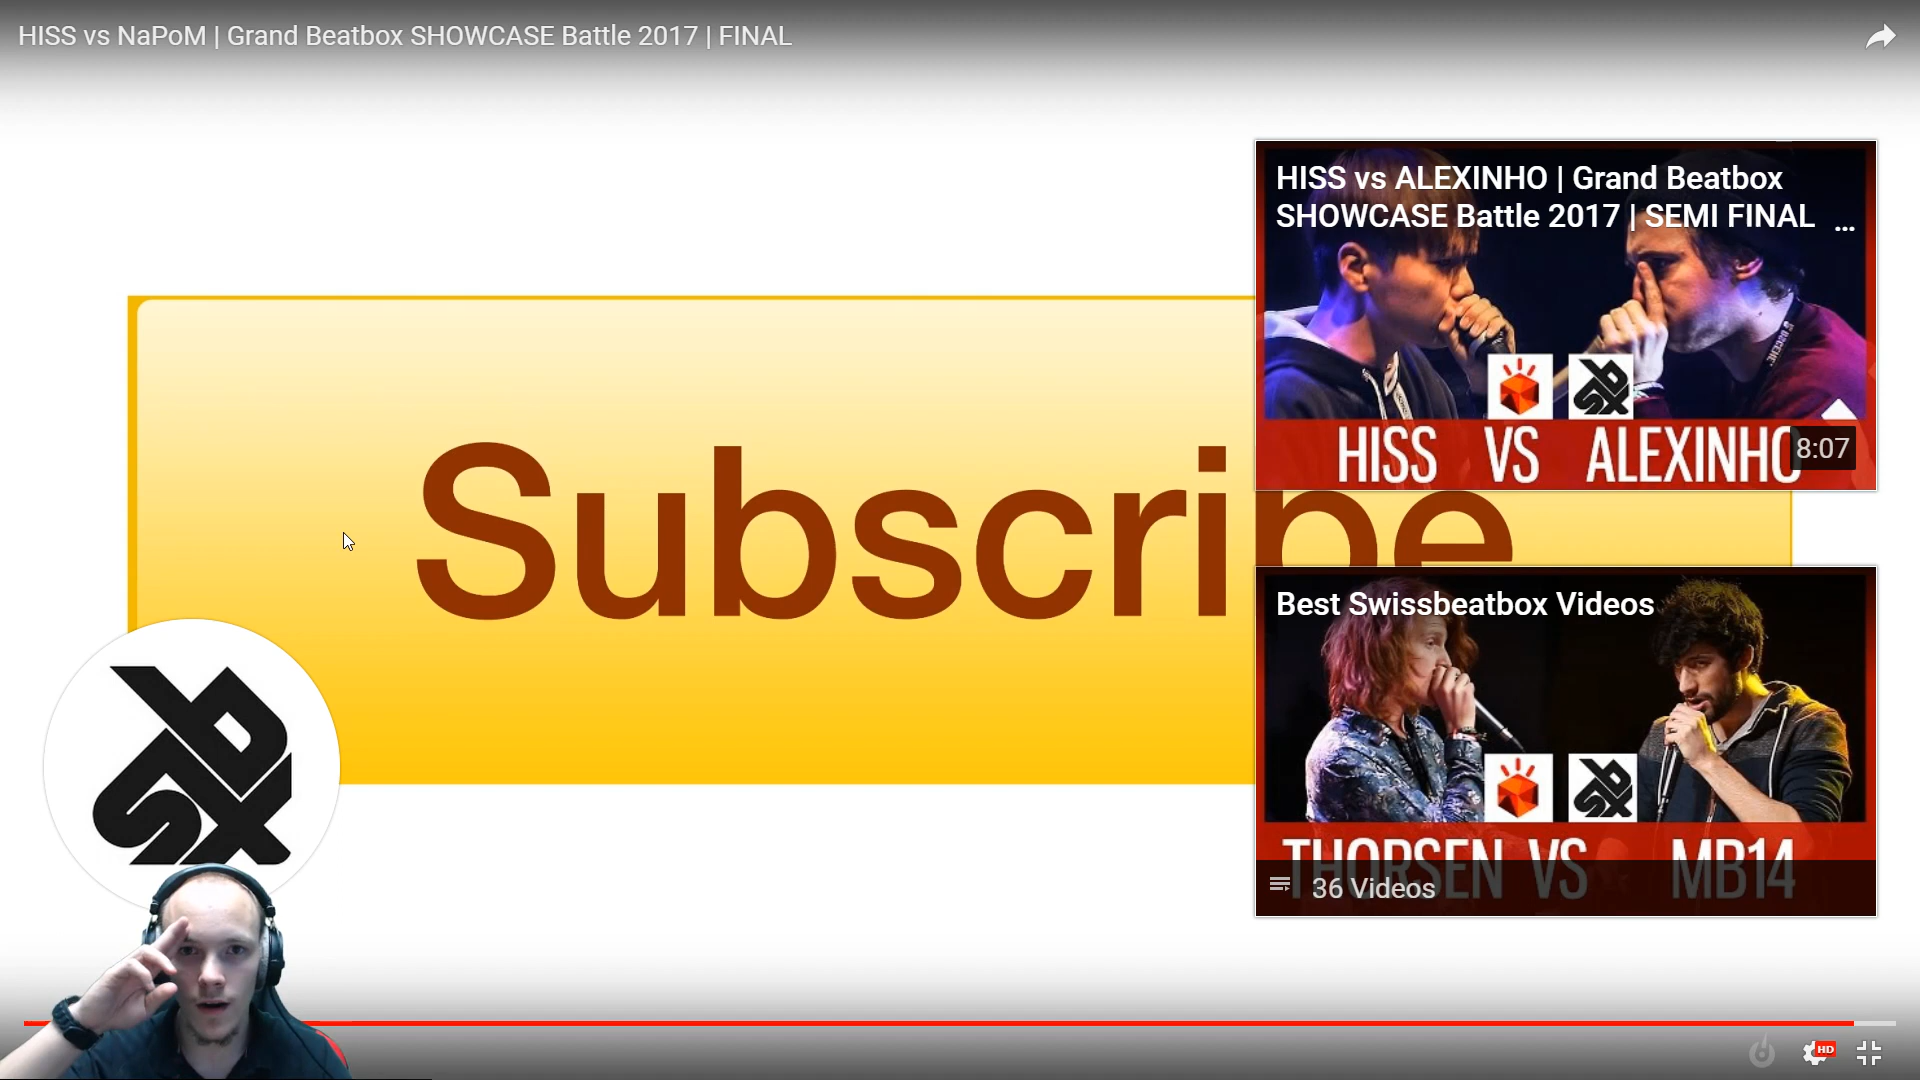 HISS vs NaPoM | Grand Beatbox SHOWCASE Battle 2017 | FINAL
HISS vs ALEXINHO | Grand Beatbox
SHOWCASE Battle 2017 | SEMI FINAL ...
HISS VS ALEXINHO
8:07
Subscribe
Best Swissbeatbox Videos
THORSEN VS MB14
36 Videos
SBX
HD